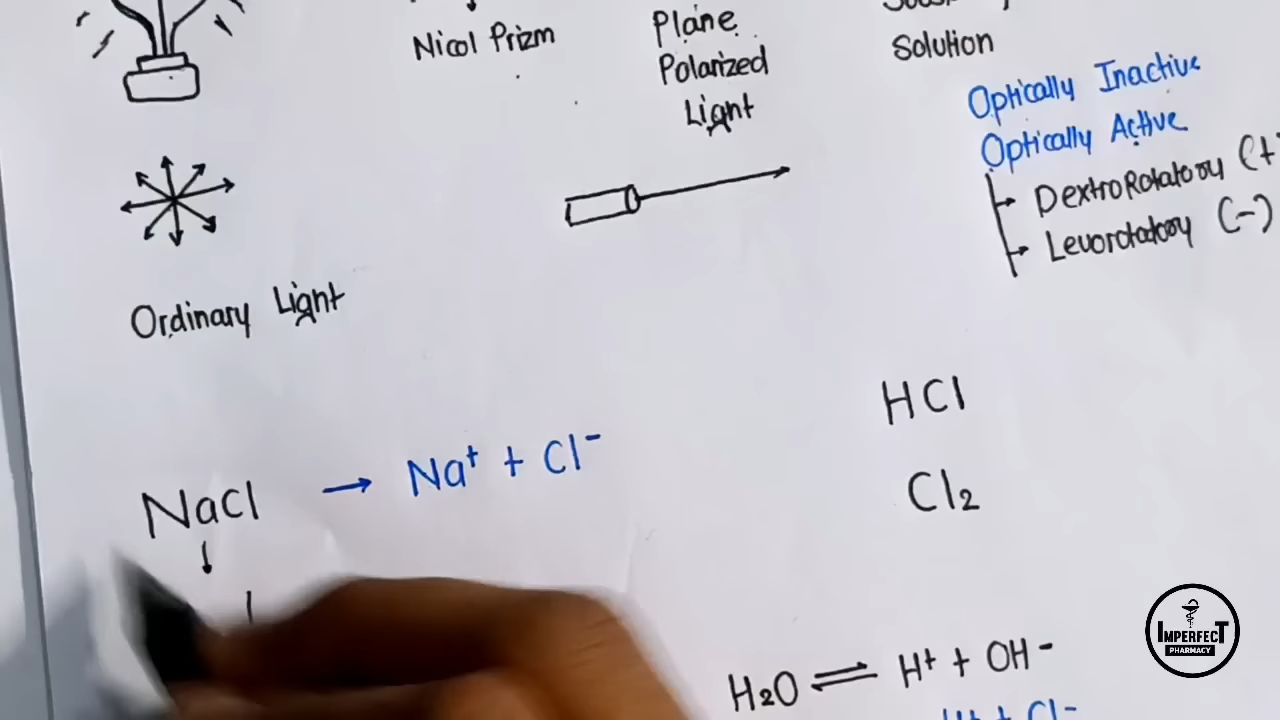 Nicol Prizm
Plane
Polarized
Light
Solution
Optically Inactive
Optically Active
DextroRotatory (+
Levorotatory (-)
Ordinary Light
HCl
NaCl → Na⁺ + Cl⁻
Cl₂
↓
H₂O ⇌ H⁺ + OH⁻
IMPERFECT
PHARMACY